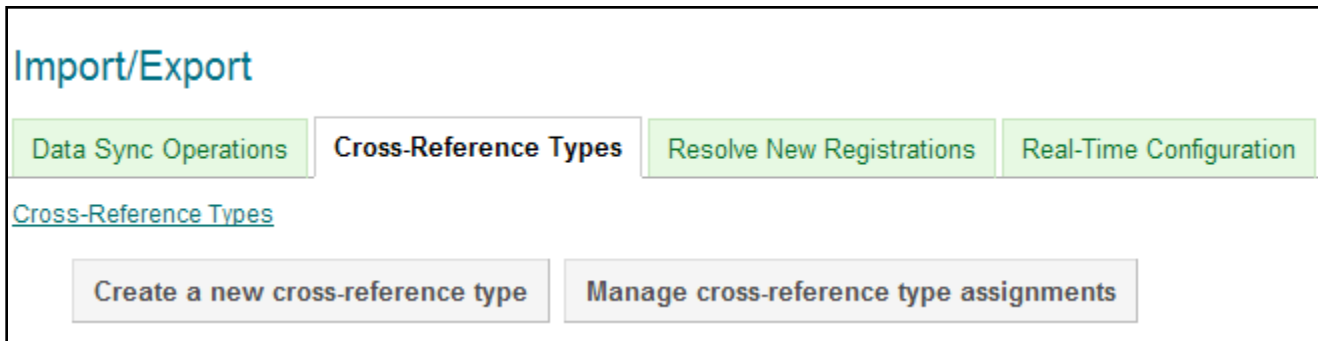 Import/Export
Data Sync Operations Cross-Reference Types Resolve New Registrations Real-Time Configuration
Cross-Reference Types
Create a new cross-reference type Manage cross-reference type assignments